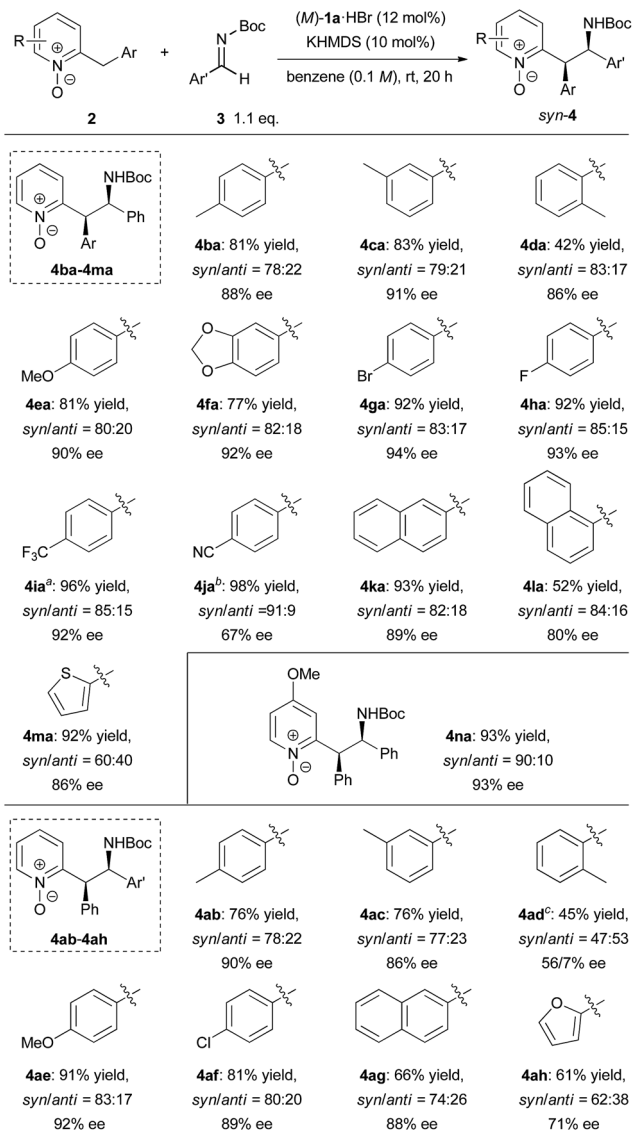 (M)-1a·HBr (12 mol%)
KHMDS (10 mol%)
benzene (0.1 M), rt, 20 h
R
⊕
N
O ⊖
Ar
2
+
N Boc
Ar' H
3 1.1 eq.
R
⊕
N
O ⊖
NHBoc
Ar'
Ar
syn-4
NHBoc
⊕
N
Ph
O ⊖
Ar
4ba-4ma
4ba: 81% yield,
syn/anti = 78:22
88% ee
4ca: 83% yield,
syn/anti = 79:21
91% ee
4da: 42% yield,
syn/anti = 83:17
86% ee
MeO
4ea: 81% yield,
syn/anti = 80:20
90% ee
O
O
4fa: 77% yield,
syn/anti = 82:18
92% ee
Br
4ga: 92% yield,
syn/anti = 83:17
94% ee
F
4ha: 92% yield,
syn/anti = 85:15
93% ee
F3C
4iaᵃ: 96% yield,
syn/anti = 85:15
92% ee
NC
4jaᵇ: 98% yield,
syn/anti =91:9
67% ee
4ka: 93% yield,
syn/anti = 82:18
89% ee
4la: 52% yield,
syn/anti = 84:16
80% ee
S
4ma: 92% yield,
syn/anti = 60:40
86% ee
OMe
NHBoc
⊕
N
Ph
O ⊖
Ph
4na: 93% yield,
syn/anti = 90:10
93% ee
NHBoc
⊕
N
Ar'
O ⊖
Ph
4ab-4ah
4ab: 76% yield,
syn/anti = 78:22
90% ee
4ac: 76% yield,
syn/anti = 77:23
86% ee
4adᶜ: 45% yield,
syn/anti = 47:53
56/7% ee
MeO
4ae: 91% yield,
syn/anti = 83:17
92% ee
Cl
4af: 81% yield,
syn/anti = 80:20
89% ee
4ag: 66% yield,
syn/anti = 74:26
88% ee
O
4ah: 61% yield,
syn/anti = 62:38
71% ee